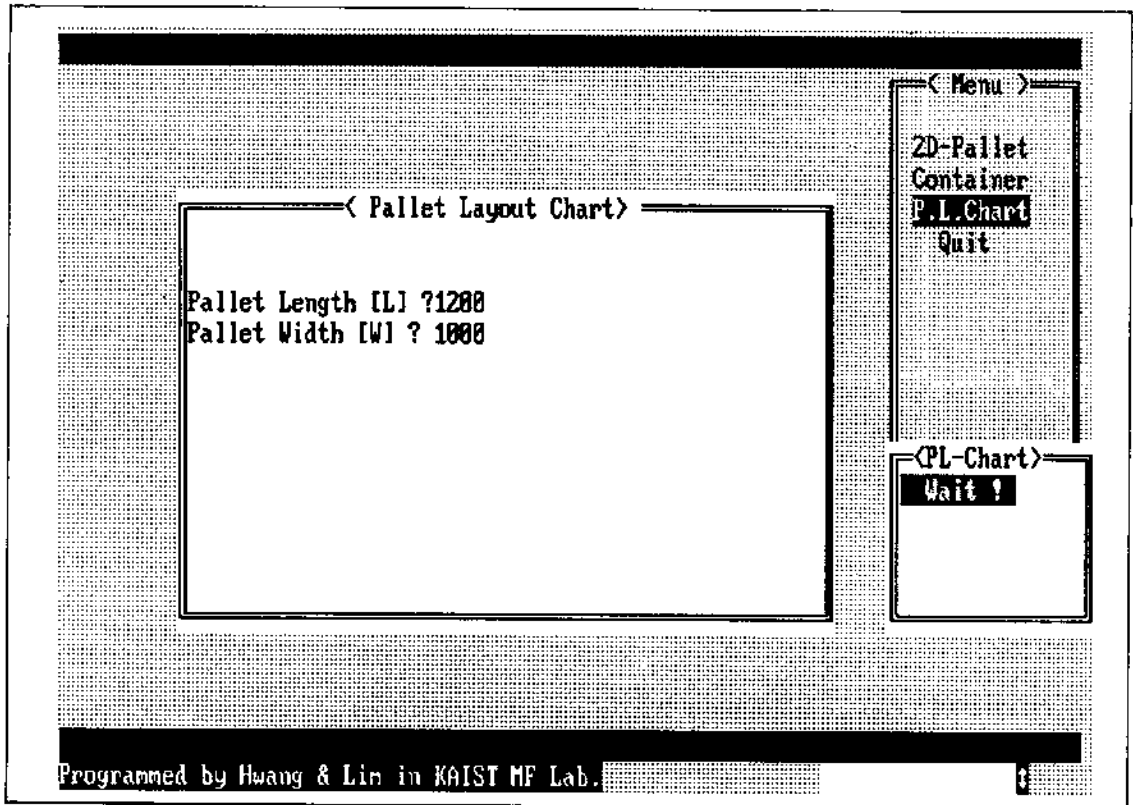 < Menu >
2D-Pallet
Container
P.L.Chart
Quit
< Pallet Layout Chart>
Pallet Length [L] ?1200
Pallet Width [W] ? 1000
<PL-Chart>
Wait !
Programmed by Hwang & Lim in KAIST MF Lab.